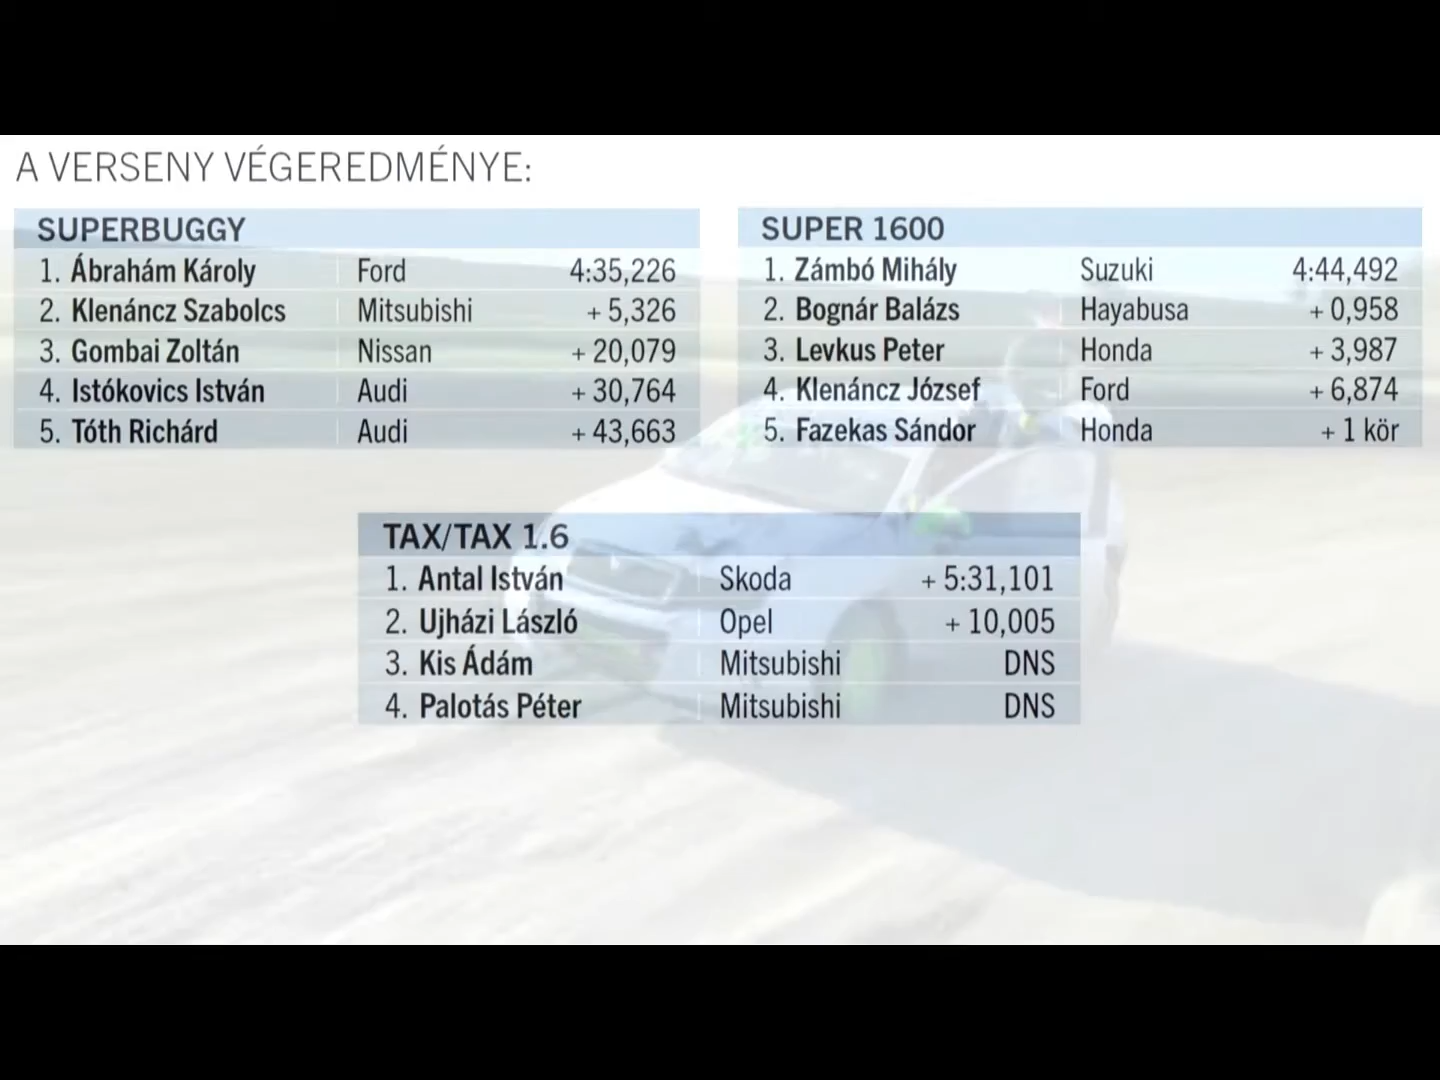 A VERSENY VÉGEREDMÉNYE:
SUPERBUGGY
1. Ábrahám Károly Ford 4:35,226
2. Klenáncz Szabolcs Mitsubishi + 5,326
3. Gombai Zoltán Nissan + 20,079
4. Istókovics István Audi + 30,764
5. Tóth Richárd Audi + 43,663
SUPER 1600
1. Zámbó Mihály Suzuki 4:44,492
2. Bognár Balázs Hayabusa + 0,958
3. Levkus Peter Honda + 3,987
4. Klenáncz József Ford + 6,874
5. Fazekas Sándor Honda + 1 kör
TAX/TAX 1.6
1. Antal István Skoda + 5:31,101
2. Ujházi László Opel + 10,005
3. Kis Ádám Mitsubishi DNS
4. Palotás Péter Mitsubishi DNS